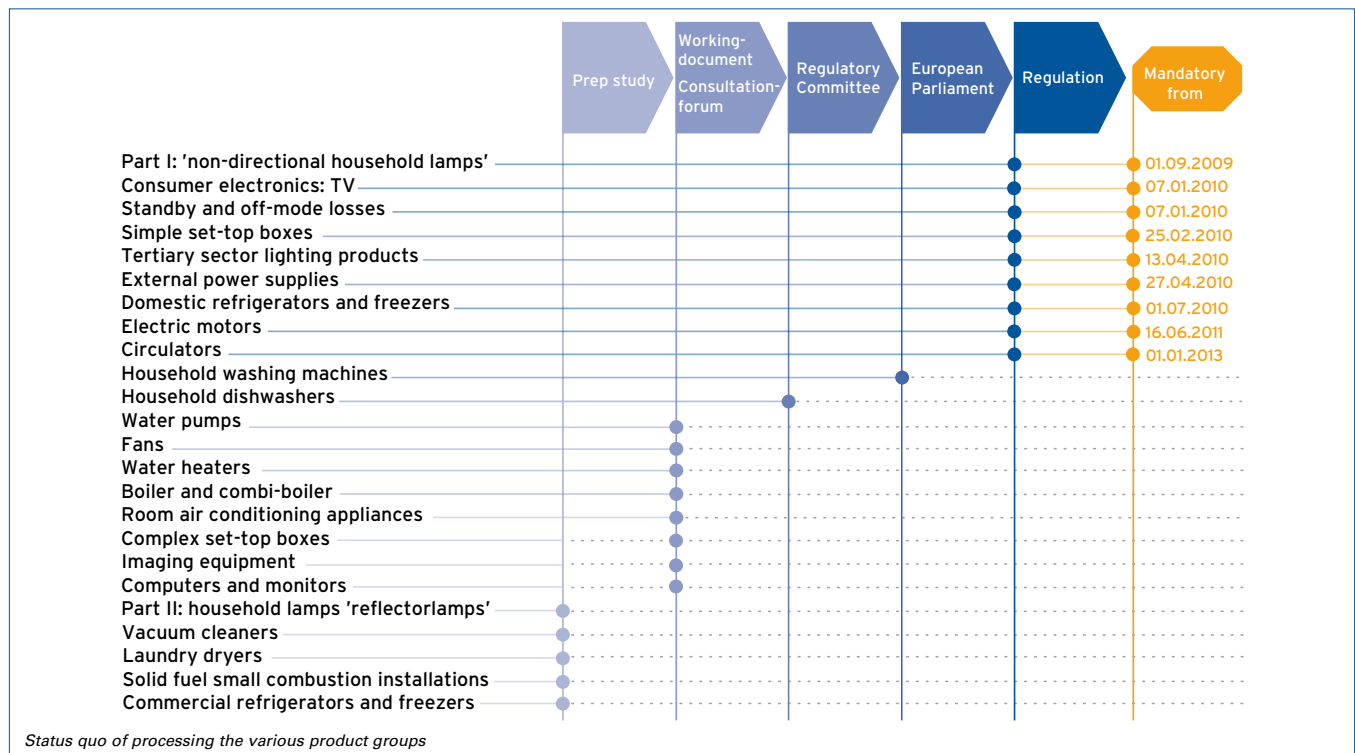 Prep study
Working-
document
Consultation-
forum
Regulatory
Committee
European
Parliament
Regulation
Mandatory
from
Part I: 'non-directional household lamps' 01.09.2009
Consumer electronics: TV 07.01.2010
Standby and off-mode losses 07.01.2010
Simple set-top boxes 25.02.2010
Tertiary sector lighting products 13.04.2010
External power supplies 27.04.2010
Domestic refrigerators and freezers 01.07.2010
Electric motors 16.06.2011
Circulators 01.01.2013
Household washing machines
Household dishwashers
Water pumps
Fans
Water heaters
Boiler and combi-boiler
Room air conditioning appliances
Complex set-top boxes
Imaging equipment
Computers and monitors
Part II: household lamps 'reflectorlamps'
Vacuum cleaners
Laundry dryers
Solid fuel small combustion installations
Commercial refrigerators and freezers
Status quo of processing the various product groups